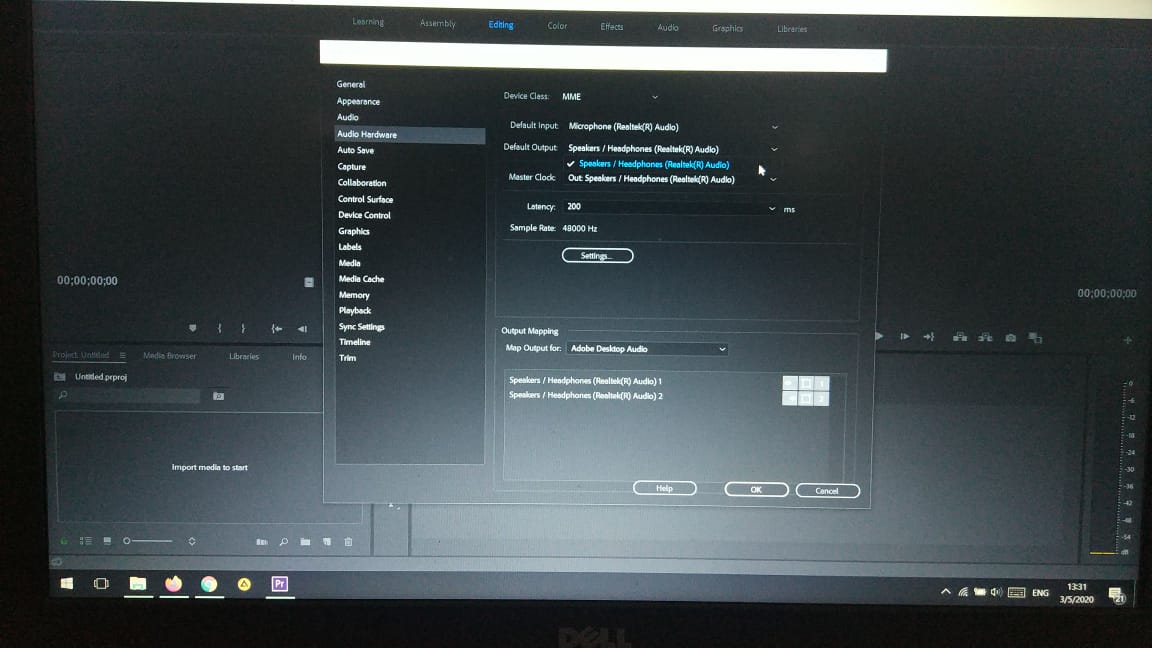 Learning Assembly Editing Color Effects Audio Graphics Libraries
General
Appearance
Audio
Audio Hardware
Auto Save
Capture
Collaboration
Control Surface
Device Control
Graphics
Labels
Media
Media Cache
Memory
Playback
Sync Settings
Timeline
Trim
Device Class: MME
Default Input: Microphone (Realtek(R) Audio)
Default Output: Speakers / Headphones (Realtek(R) Audio)
Speakers / Headphones (Realtek(R) Audio)
Master Clock: Out: Speakers / Headphones (Realtek(R) Audio)
Latency: 200 ms
Sample Rate: 48000 Hz
Settings...
Output Mapping
Map Output for: Adobe Desktop Audio
Speakers / Headphones (Realtek(R) Audio) 1 1
Speakers / Headphones (Realtek(R) Audio) 2 2
Help OK Cancel
00;00;00;00
00;00;00;00
Project: Untitled Media Browser Libraries Info
Untitled.prproj
Import media to start
0
-6
-12
-18
-24
-30
-36
-42
-48
-54
dB
Pr
ENG
13:31
3/5/2020
21
DELL